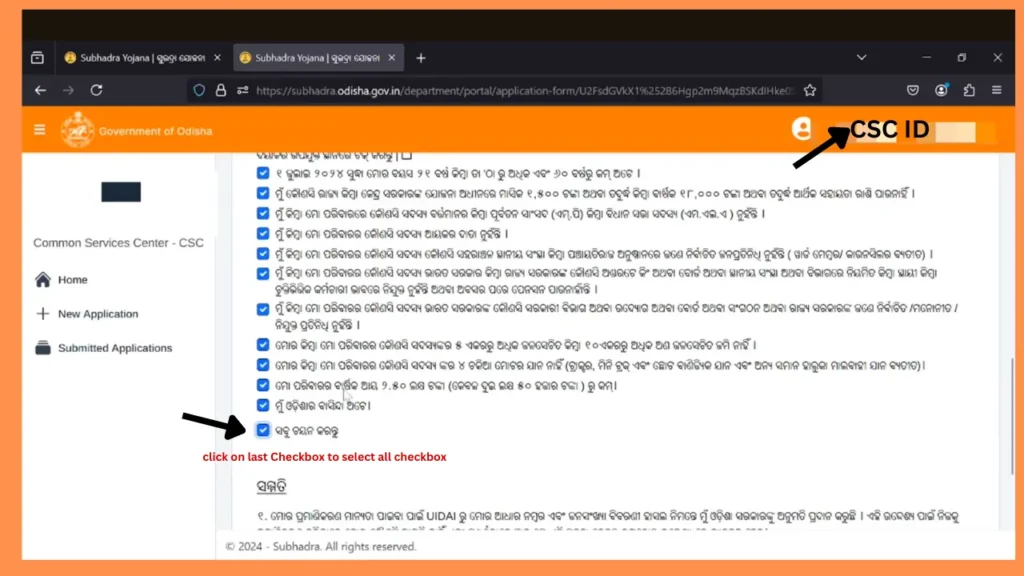 Subhadra Yojana | ସୁଭଦ୍ରା ଯୋଜନା
Subhadra Yojana | ସୁଭଦ୍ରା ଯୋଜନା
https://subhadra.odisha.gov.in/department/portal/application-form/
Government of Odisha
CSC ID
Common Services Center - CSC
Home
New Application
Submitted Applications
୧ ଜୁଲାଇ ୨୦୨୪ ସୁଦ୍ଧା ମୋର ବୟସ ୨୧ ବର୍ଷ କିମ୍ବା ତା 'ଠା ରୁ ଅଧିକ ଏବଂ ୬୦ ବର୍ଷରୁ କମ୍ ଅଟେ ।
ମୁଁ କୌଣସି ରାଜ୍ୟ କିମ୍ବା କେନ୍ଦ୍ର ସରକାରଙ୍କ ଯୋଜନା ଅଧୀନରେ ମାସିକ ୧,୫୦୦ ଟଙ୍କା ଅଥବା ତଦୁର୍ଦ୍ଧ କିମ୍ବା ବାର୍ଷିକ ୧୮,୦୦୦ ଟଙ୍କା ଅଥବା ତଦୁର୍ଦ୍ଧ ଆର୍ଥିକ ସହାୟତା ରାଶି ପାଉନାହିଁ ।
ମୁଁ କିମ୍ବା ମୋ ପରିବାରରେ କୌଣସି ସଦସ୍ୟ ବର୍ତ୍ତମାନର କିମ୍ବା ପୂର୍ବତନ ସାଂସଦ (ଏମ୍.ପି) କିମ୍ବା ବିଧାନ ସଭା ସଦସ୍ୟ (ଏମ.ଏଲ.ଏ ) ନୁହଁନ୍ତି ।
ମୁଁ କିମ୍ବା ମୋ ପରିବାରର କୌଣସି ସଦସ୍ୟ ଆୟକର ଦାତା ନୁହଁନ୍ତି ।
ମୁଁ କିମ୍ବା ମୋ ପରିବାରର କୌଣସି ସଦସ୍ୟ ସହରାଞ୍ଚଳ ସ୍ଥାନୀୟ ସଂସ୍ଥା କିମ୍ବା ପଞ୍ଚାୟତିରାଜ ଅନୁଷ୍ଠାନରେ ଜଣେ ନିର୍ବାଚିତ ଜନପ୍ରତିନିଧି ନୁହଁନ୍ତି ( ୱାର୍ଡ ମେମ୍ବର/ କାଉନସିଲର ବ୍ୟତୀତ) ।
ମୁଁ କିମ୍ବା ମୋ ପରିବାରର କୌଣସି ସଦସ୍ୟ ଭାରତ ସରକାର କିମ୍ବା ରାଜ୍ୟ ସରକାରଙ୍କ କୌଣସି ଅଣ୍ଡରଟେ କିଂ ଅଥବା ବୋର୍ଡ ଅଥବା ସ୍ଥାନୀୟ ସଂସ୍ଥା ଅଥବା ବିଭାଗରେ ନିୟମିତ କିମ୍ବା ସ୍ଥାୟୀ କିମ୍ବା
ଚୁକ୍ତିଭିତ୍ତିକ କର୍ମଚାରୀ ଭାବରେ ନିଯୁକ୍ତ ନୁହଁନ୍ତି ଅଥବା ଅବସର ପରେ ପେନସନ ପାଉନାହାଁନ୍ତି ।
ମୁଁ କିମ୍ବା ମୋ ପରିବାରର କୌଣସି ସଦସ୍ୟ ଭାରତ ସରକାରଙ୍କ କୌଣସି ସରକାରୀ ବିଭାଗ ଅଥବା ଉଦ୍ୟୋଗ ଅଥବା ବୋର୍ଡ ଅଥବା ସଂଗଠନ ଅଥବା ରାଜ୍ୟ ସରକାରଙ୍କ ଜଣେ ନିର୍ବାଚିତ /ମନୋନୀତ /
ନିଯୁକ୍ତ ପ୍ରତିନିଧି ନୁହଁନ୍ତି ।
ମୋର କିମ୍ବା ମୋ ପରିବାରର କୌଣସି ସଦସ୍ୟଙ୍କର ୫ ଏକରରୁ ଅଧିକ ଜଳସେଚିତ କିମ୍ବା ୧୦ଏକରରୁ ଅଧିକ ଅଣ ଜଳସେଚିତ ଜମି ନାହିଁ ।
ମୋର କିମ୍ବା ମୋ ପରିବାରର କୌଣସି ସଦସ୍ୟ ଙ୍କର ୪ ଚକିଆ ମୋଟର ଯାନ ନାହିଁ (ଟ୍ରାକ୍ଟର, ମିନି ଟ୍ରକ୍ ଏବଂ ଛୋଟ ବାଣିଜ୍ୟିକ ଯାନ ଏବଂ ଅନ୍ୟ ସମାନ ହାଲୁକା ମାଲବାହୀ ଯାନ ବ୍ୟତୀତ) ।
ମୋ ପରିବାରର ବାର୍ଷିକ ଆୟ ୨.୫୦ ଲକ୍ଷ ଟଙ୍କା (କେବଳ ଦୁଇ ଲକ୍ଷ ୫୦ ହଜାର ଟଙ୍କା ) ରୁ କମ୍।
ମୁଁ ଓଡ଼ିଶାର ବାସିନ୍ଦା ଅଟେ।
ସବୁ ଚୟନ କରନ୍ତୁ
click on last Checkbox to select all checkbox
ସମ୍ମତି
୧. ମୋର ପ୍ରମାଣିକରଣ ମାନ୍ୟତା ପାଇବା ପାଇଁ UIDAI ରୁ ମୋର ଆଧାର ନମ୍ବର ଏବଂ ଜନସଂଖ୍ୟା ବିବରଣୀ ହାସଲ ନିମନ୍ତେ ମୁଁ ଓଡ଼ିଶା ସରକାରଙ୍କୁ ଅନୁମତି ପ୍ରଦାନ କରୁଛି । ଏହି ଉଦ୍ଦେଶ୍ୟ ପାଇଁ ନିଜକୁ
© 2024 - Subhadra. All rights reserved.